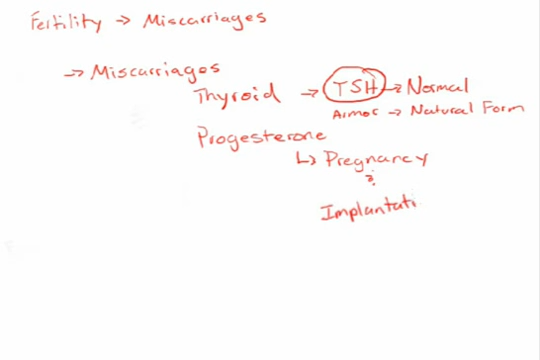 Fertility → Miscarriages
→ Miscarriages
Thyroid → TSH → Normal
Armor → Natural Form
Progesterone
↳ Pregnancy
Implantati